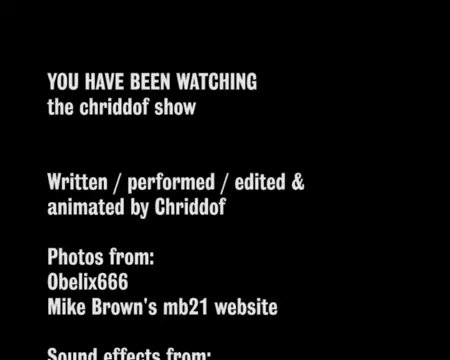 YOU HAVE BEEN WATCHING
the chriddof show
Written / performed / edited &
animated by Chriddof
Photos from:
Obelix666
Mike Brown's mb21 website
Sound effects from: